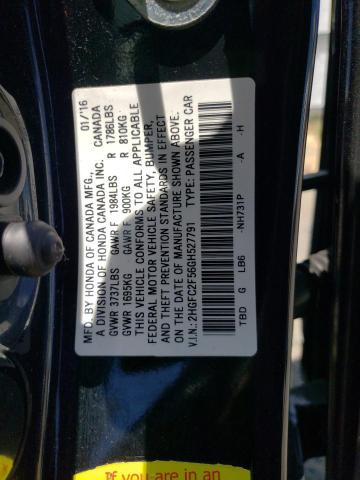 MFD. BY HONDA OF CANADA MFG., 01/16
A DIVISION OF HONDA CANADA INC. CANADA
GVWR 3737LBS GAWR F 1984LBS R 1786LBS
GVWR 1695KG GAWR F 900KG R 810KG
THIS VEHICLE CONFORMS TO ALL APPLICABLE
FEDERAL MOTOR VEHICLE SAFETY, BUMPER,
AND THEFT PREVENTION STANDARDS IN EFFECT
ON THE DATE OF MANUFACTURE SHOWN ABOVE.
V.I.N.: 2HGFC2F56GH527791 TYPE: PASSENGER CAR
TBD G LB6 -NH731P -A -H
If you are in an